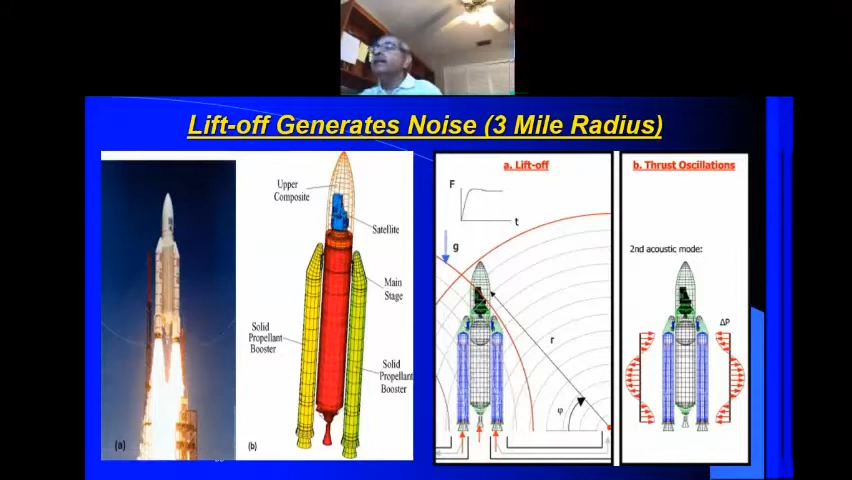 Lift-off Generates Noise (3 Mile Radius)
Upper
Composite
Satellite
Main
Stage
Solid
Propellant
Booster
Solid
Propellant
Booster
(a)
(b)
a. Lift-off
F
t
g
r
φ
b. Thrust Oscillations
2nd acoustic mode:
ΔP